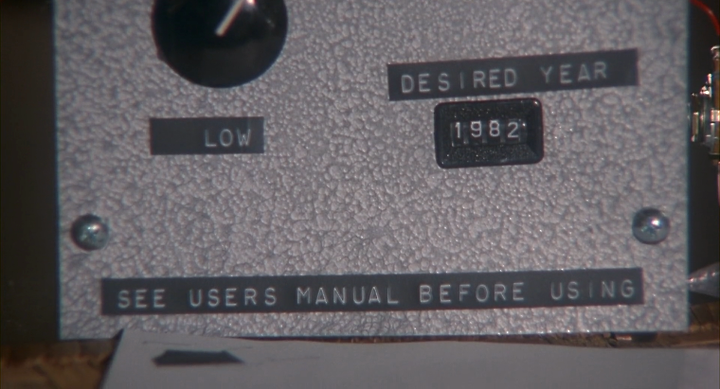 DESIRED YEAR
LOW
1982
SEE USERS MANUAL BEFORE USING